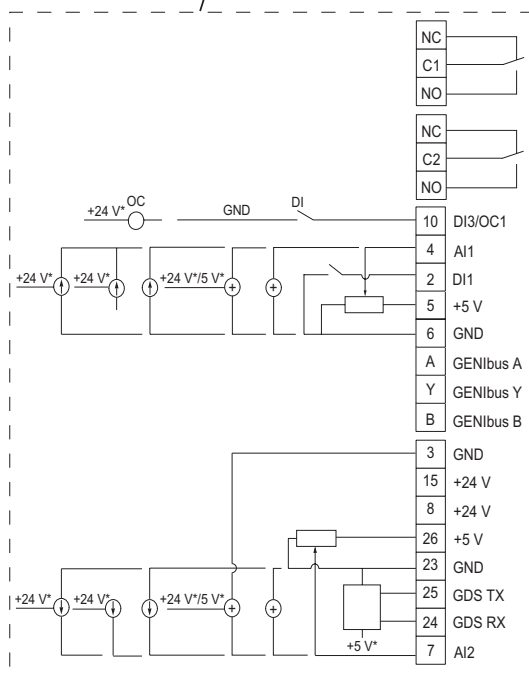 NC
C1
NO
NC
C2
NO
+24 V* OC GND DI 10 DI3/OC1
4 AI1
+24 V* +24 V* +24 V*/5 V* + + 2 DI1
5 +5 V
6 GND
A GENIbus A
Y GENIbus Y
B GENIbus B
3 GND
15 +24 V
8 +24 V
26 +5 V
23 GND
+24 V* +24 V* +24 V*/5 V* + + 25 GDS TX
24 GDS RX
+5 V* 7 AI2